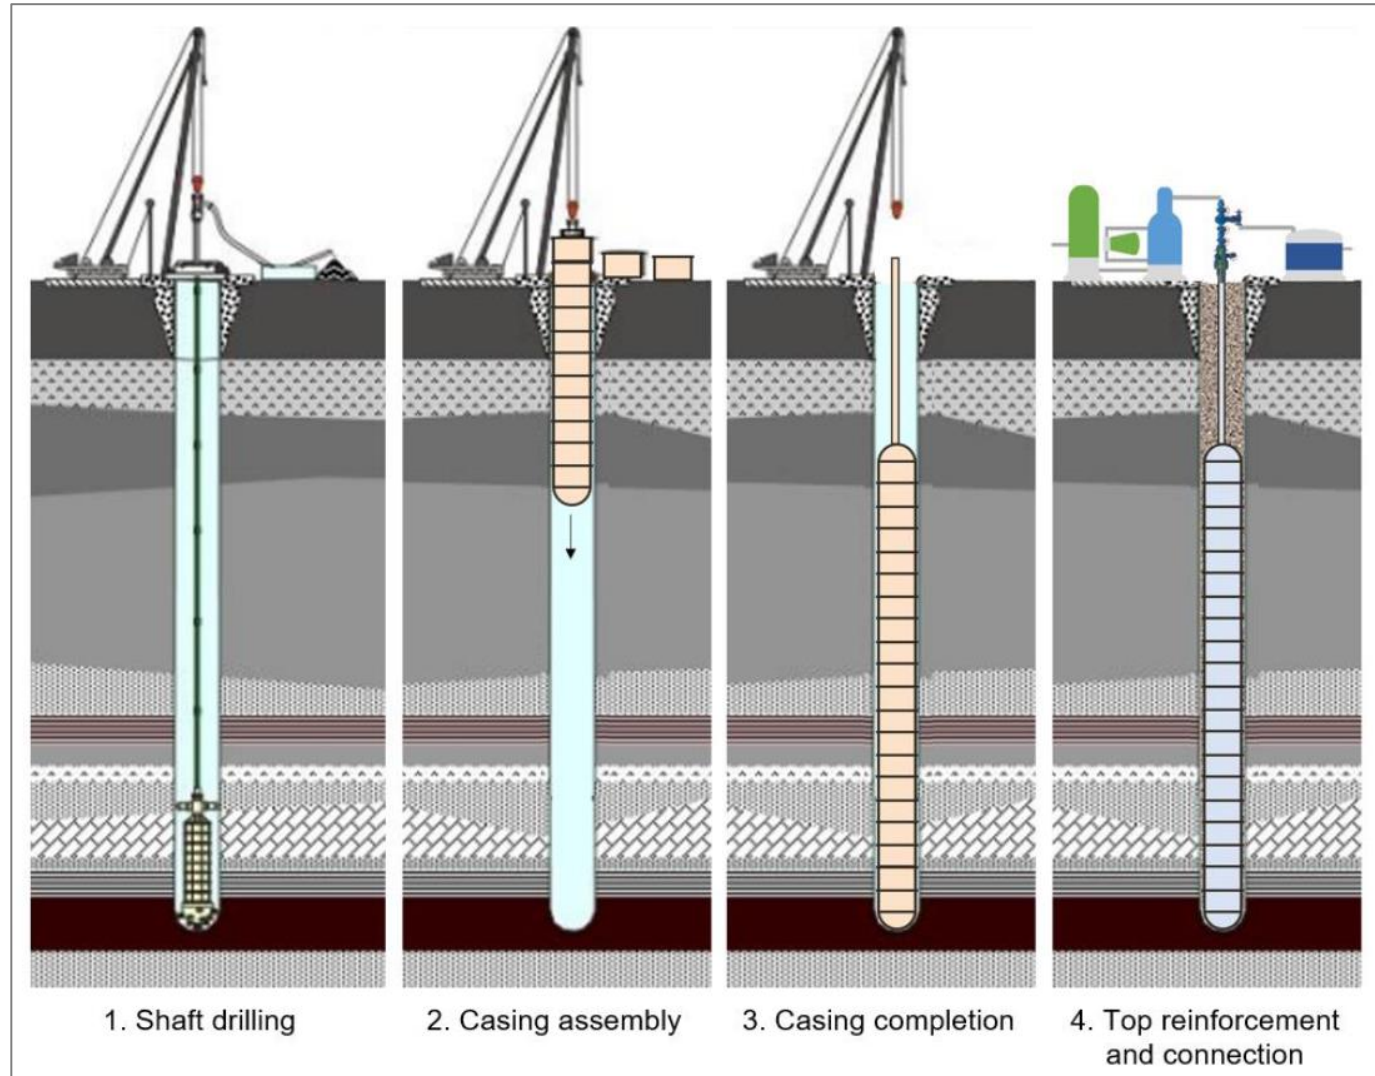 1. Shaft drilling
2. Casing assembly
3. Casing completion
4. Top reinforcement
and connection